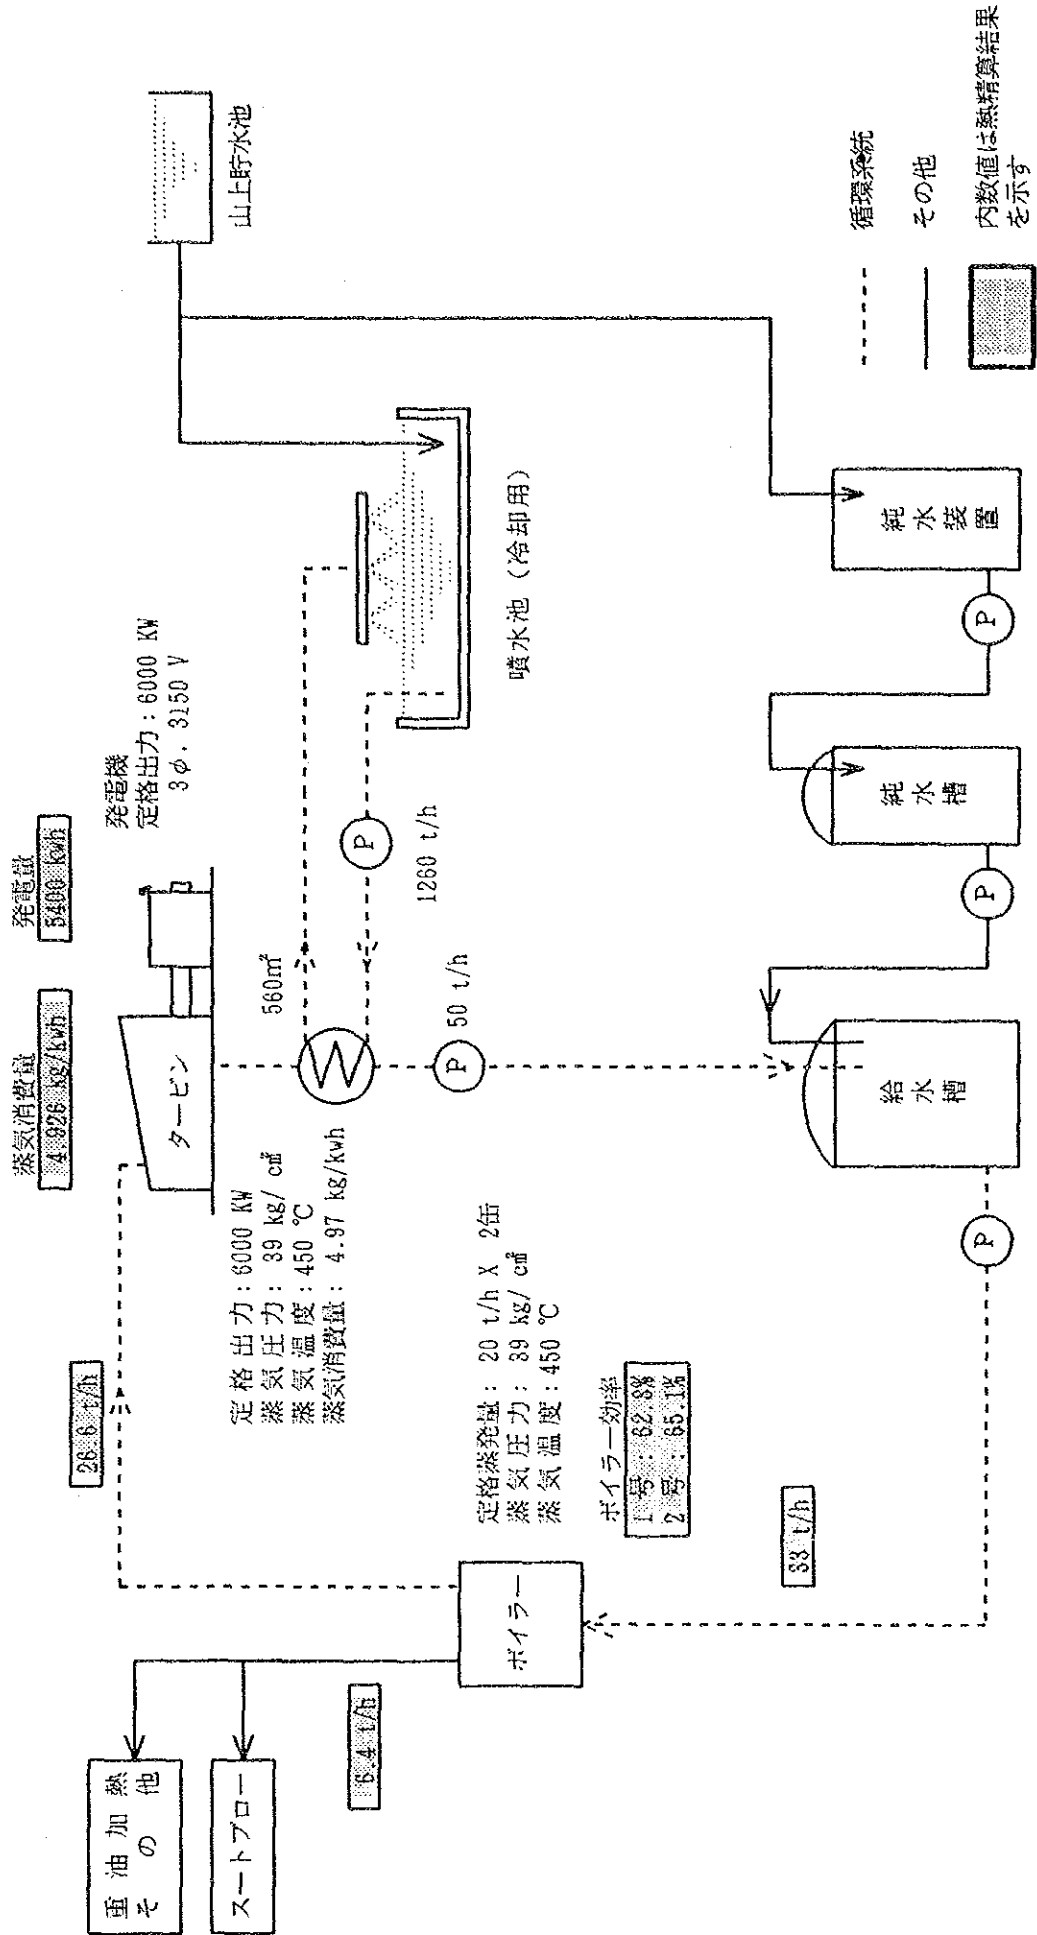 蒸気消費量
4.926 kg/kwh
発電量
5400 kwh
発電機
定格出力：6000 KW
3φ. 3150 V
タービン
26.6 t/h
定格出力：6000 KW
蒸気圧力：39 kg/c㎡
蒸気温度：450 ℃
蒸気消費量：4.97 kg/kwh
560㎡
1260 t/h
50 t/h
山上貯水池
噴水池（冷却用）
重油加熱
その他
スートブロー
6.4 t/h
ボイラー
定格蒸発量：20 t/h X 2缶
蒸気圧力：39 kg/c㎡
蒸気温度：450 ℃
ボイラー効率
1号：62.8%
2号：65.1%
33 t/h
給水槽
純水槽
純水装置
P
P
P
P
P
循環系統
その他
内数値は熱精算結果
を示す